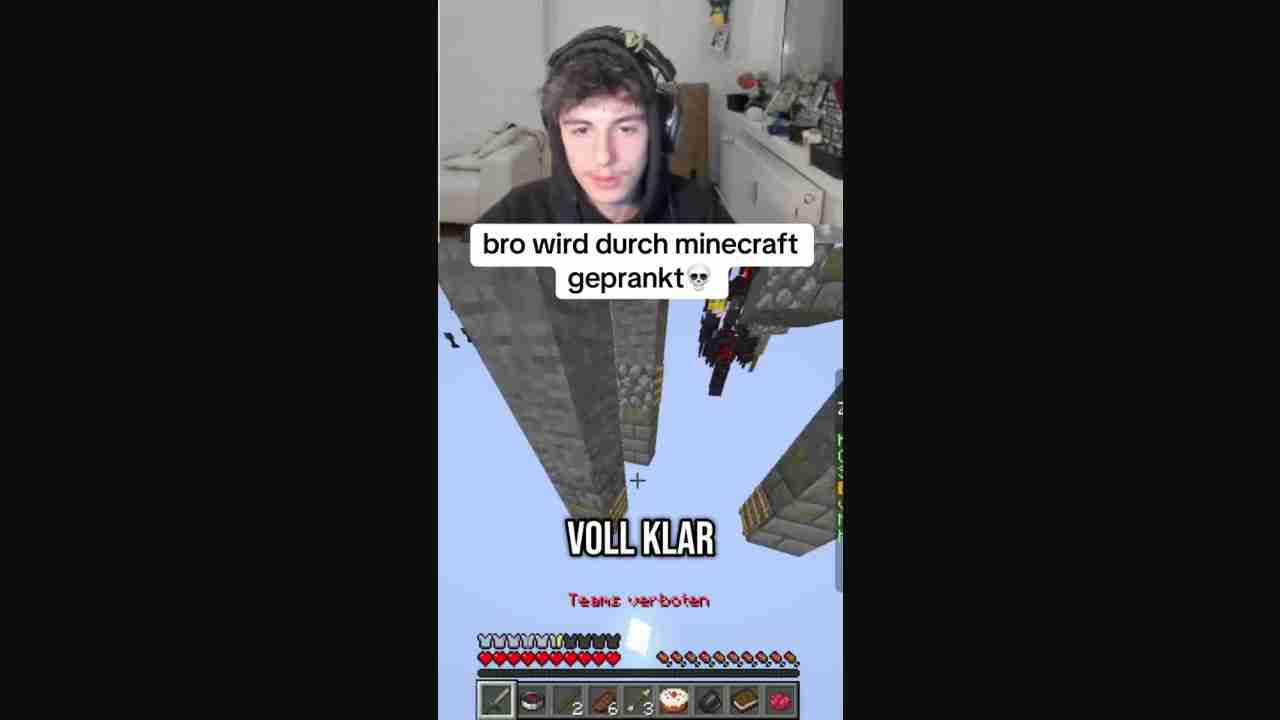 bro wird durch minecraft
geprankt💀
VOLL KLAR
Teams verboten
2 6 3